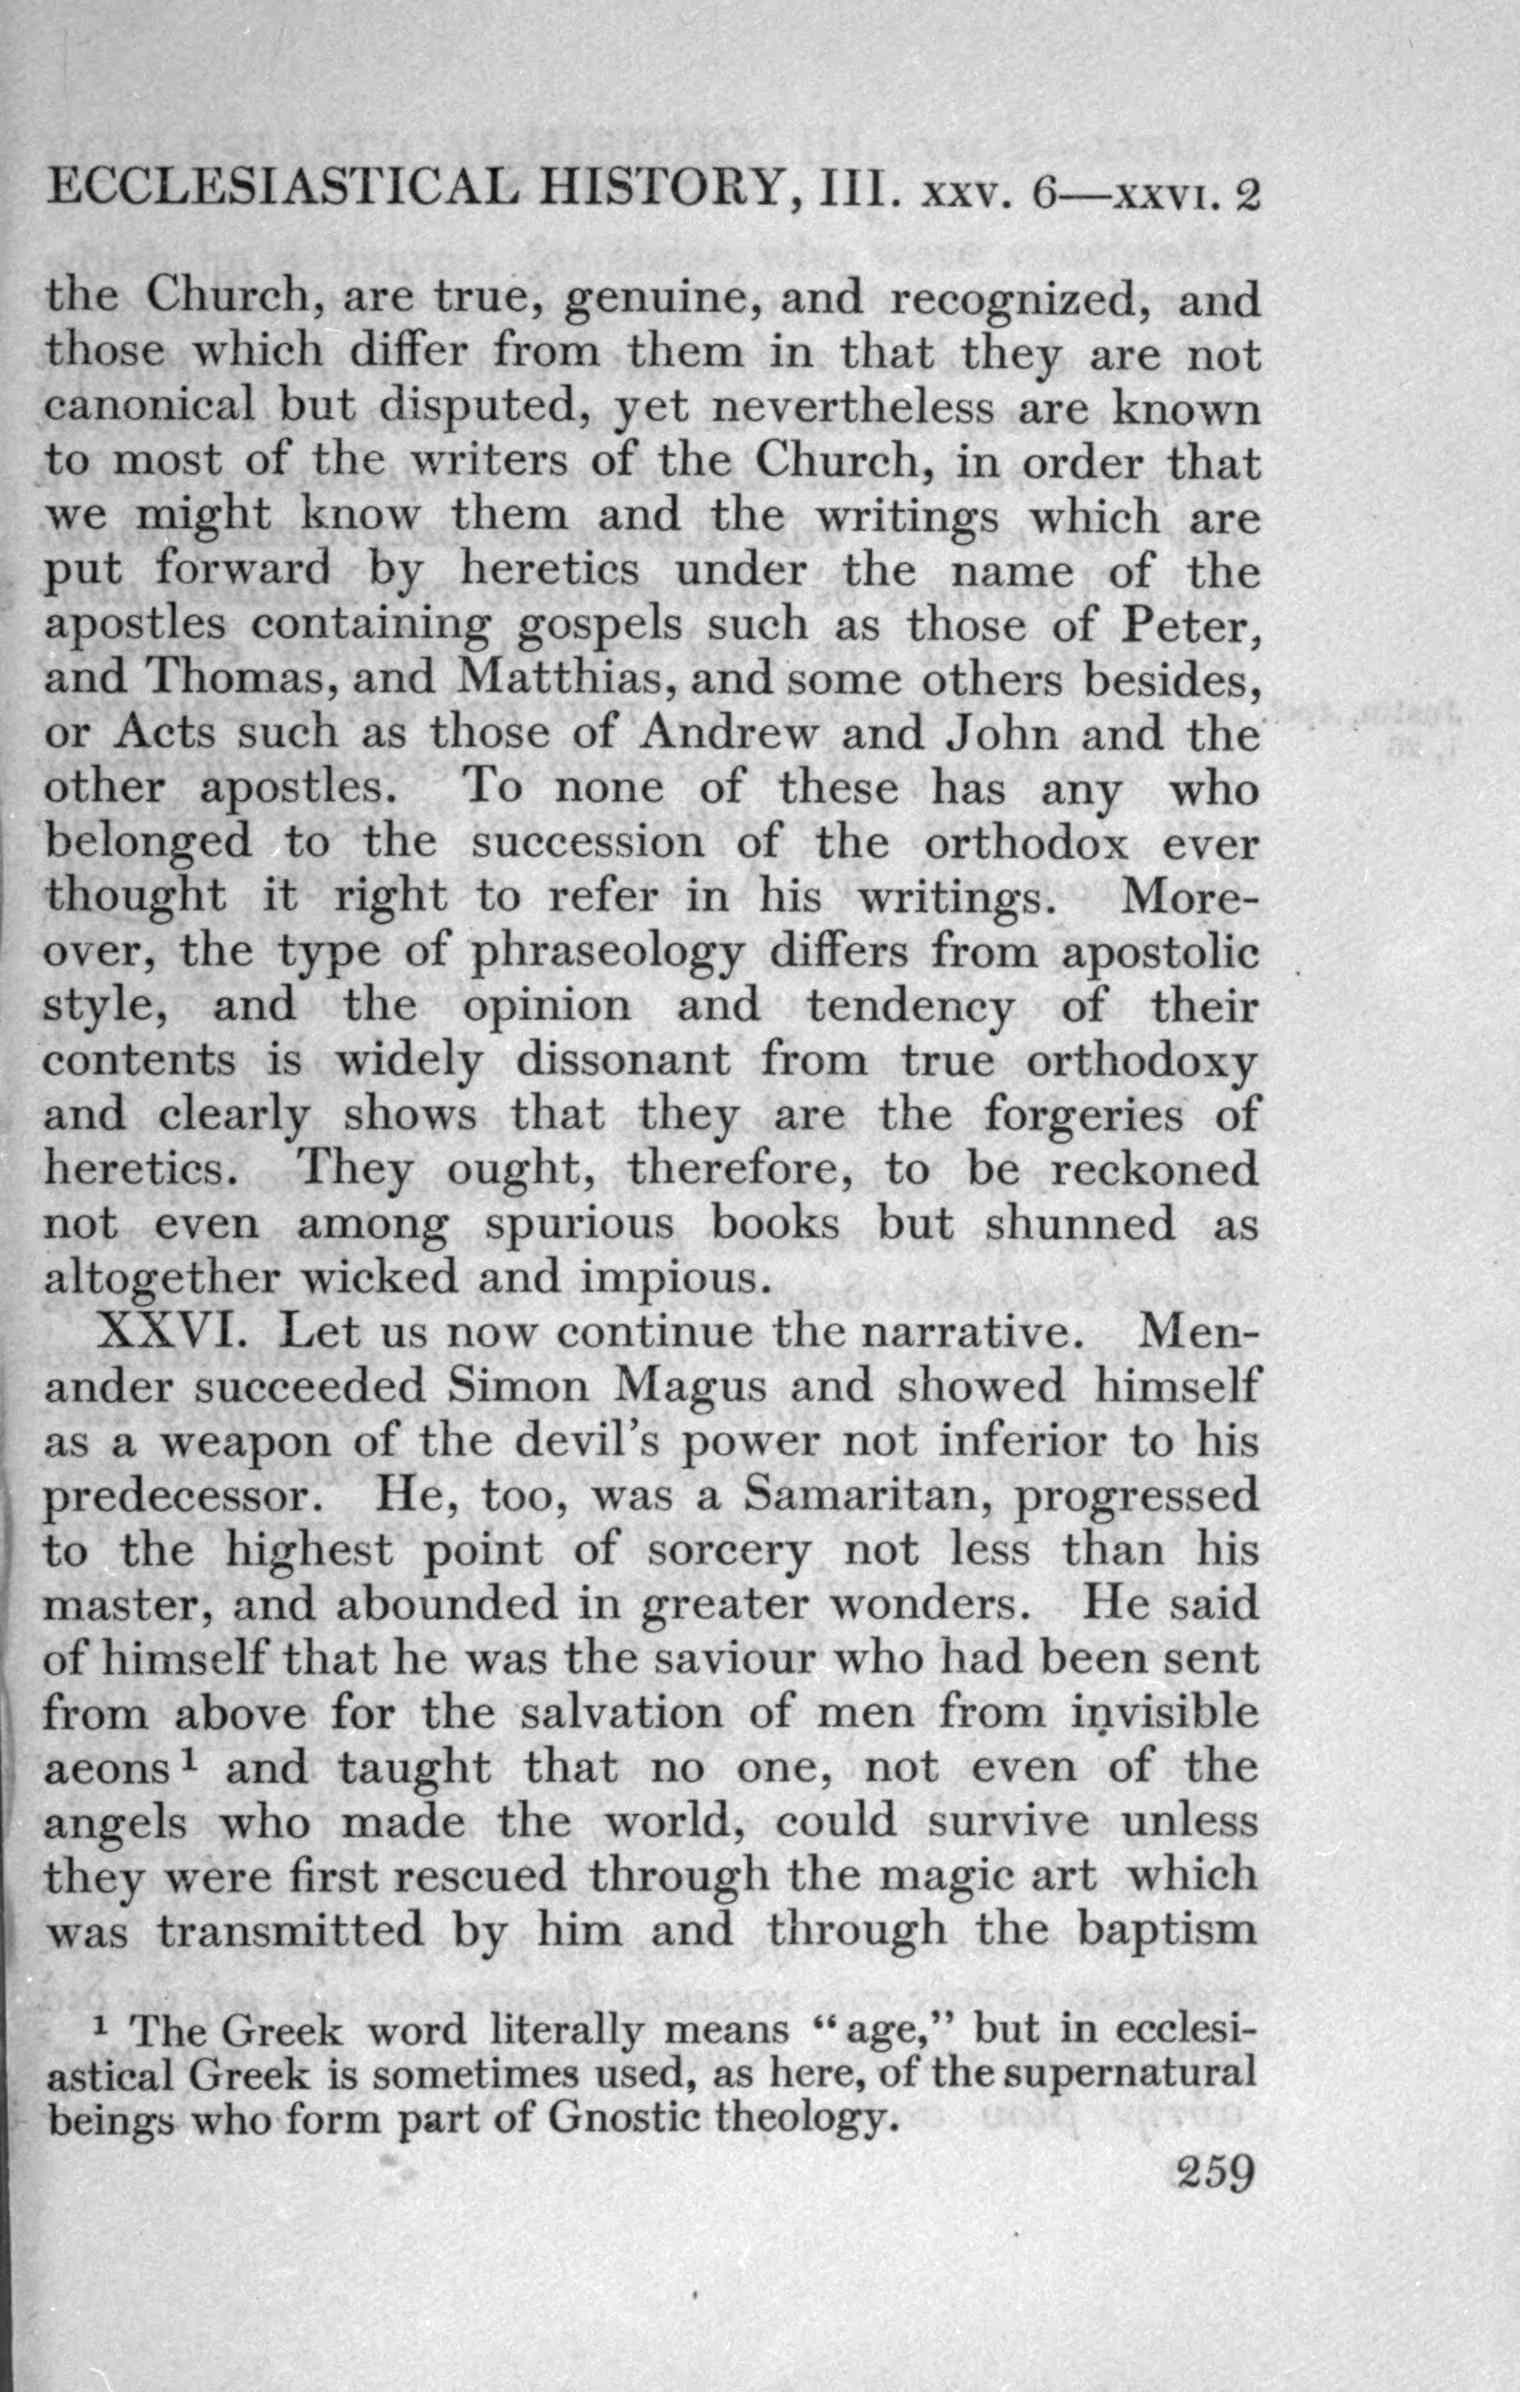 ECCLESIASTICAL HISTORY, III. XXV. 6—XXVI. 2
the Church, are true, genuine, and recognized, and
those which differ from them in that they are not
canonical but disputed, yet nevertheless are known
to most of the writers of the Church, in order that
we might know them and the writings which are
put forward by heretics under the name of the
apostles containing gospels such as those of Peter,
and Thomas, and Matthias, and some others besides,
or Acts such as those of Andrew and John and the
other apostles. To none of these has any who
belonged to the succession of the orthodox ever
thought it right to refer in his writings. More-
over, the type of phraseology differs from apostolic
style, and the opinion and tendency of their
contents is widely dissonant from true orthodoxy
and clearly shows that they are the forgeries of
heretics. They ought, therefore, to be reckoned
not even among spurious books but shunned as
altogether wicked and impious.
XXVI. Let us now continue the narrative. Men-
ander succeeded Simon Magus and showed himself
as a weapon of the devil's power not inferior to his
predecessor. He, too, was a Samaritan, progressed
to the highest point of sorcery not less than his
master, and abounded in greater wonders. He said
of himself that he was the saviour who had been sent
from above for the salvation of men from invisible
aeons¹ and taught that no one, not even of the
angels who made the world, could survive unless
they were first rescued through the magic art which
was transmitted by him and through the baptism
¹ The Greek word literally means "age," but in ecclesi-
astical Greek is sometimes used, as here, of the supernatural
beings who form part of Gnostic theology.
259